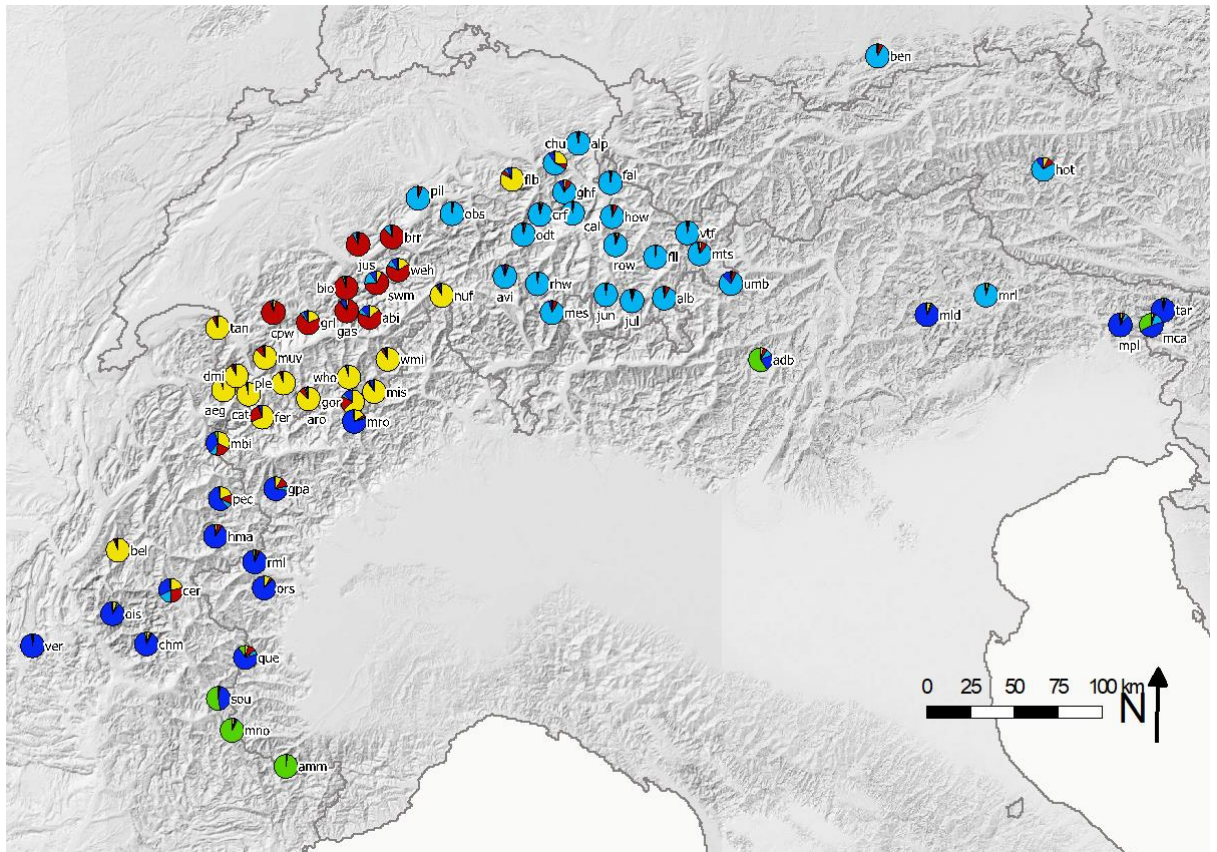 ben
chu
alp
flb
fal
hot
ghf
pil
obs
crf
cal
how
odt
brr
vtf
jus
row
fll
mts
weh
avi
rhw
umb
bio
swm
nuf
jun
jul
alb
mrl
mes
mld
tar
cpw
grl
gas
abi
mpl
mca
tan
muv
wmi
adb
dmi
ple
who
mis
aeg
cat
aro
gor
fer
mro
mbi
pec
gpa
hma
bel
rml
cer
ors
ois
ver
chm
que
sou
mno
amm
0 25 50 75 100 km
N